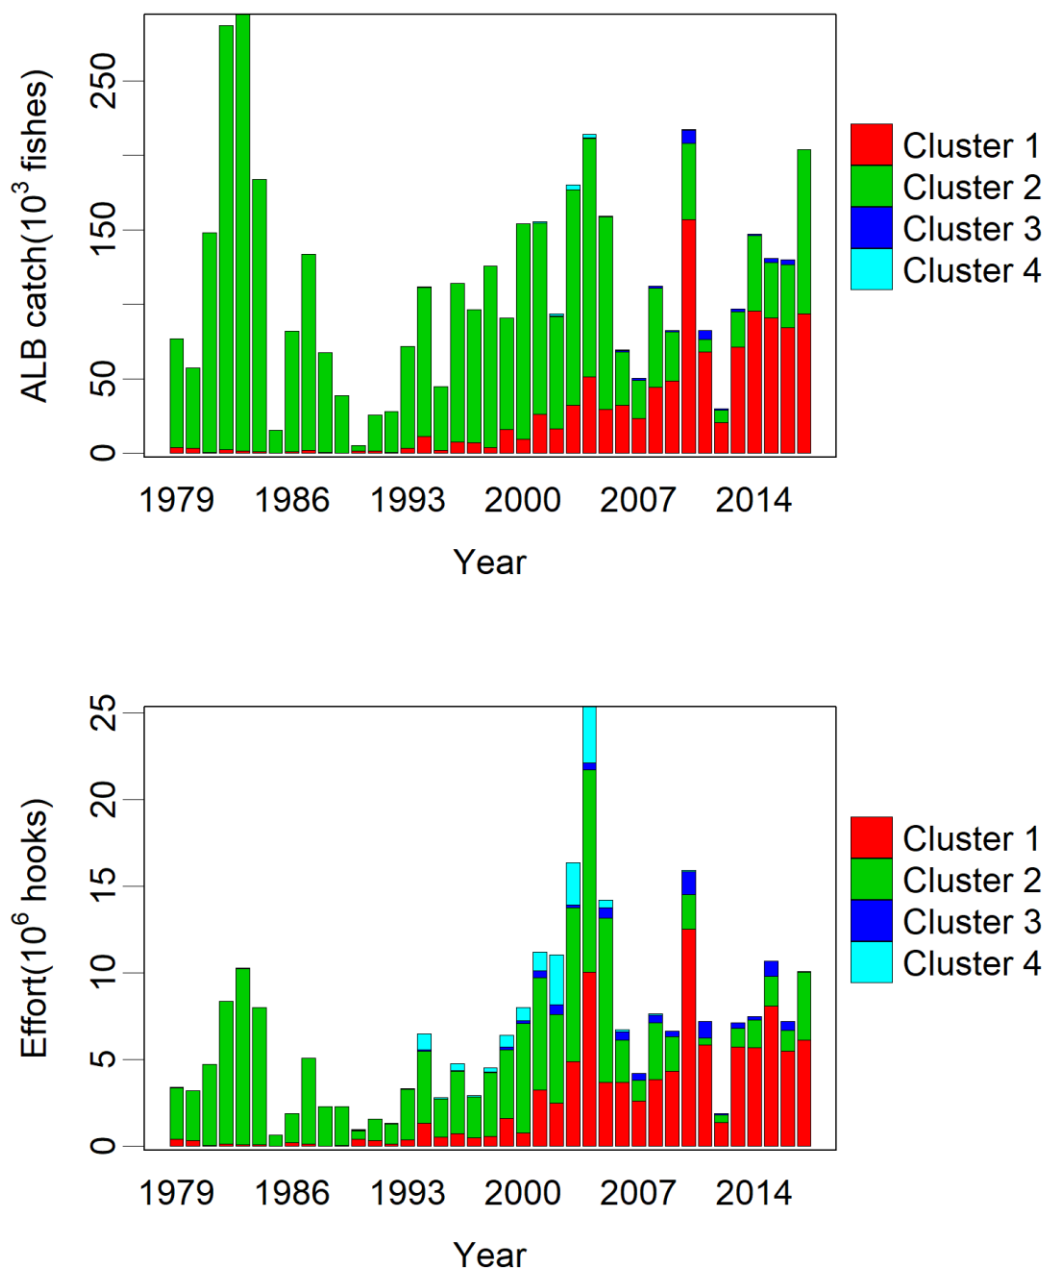 ALB catch(10³ fishes)
250
150
50
0
1979 1986 1993 2000 2007 2014
Year
Cluster 1
Cluster 2
Cluster 3
Cluster 4
Effort(10⁶ hooks)
25
20
15
10
5
0
1979 1986 1993 2000 2007 2014
Year
Cluster 1
Cluster 2
Cluster 3
Cluster 4